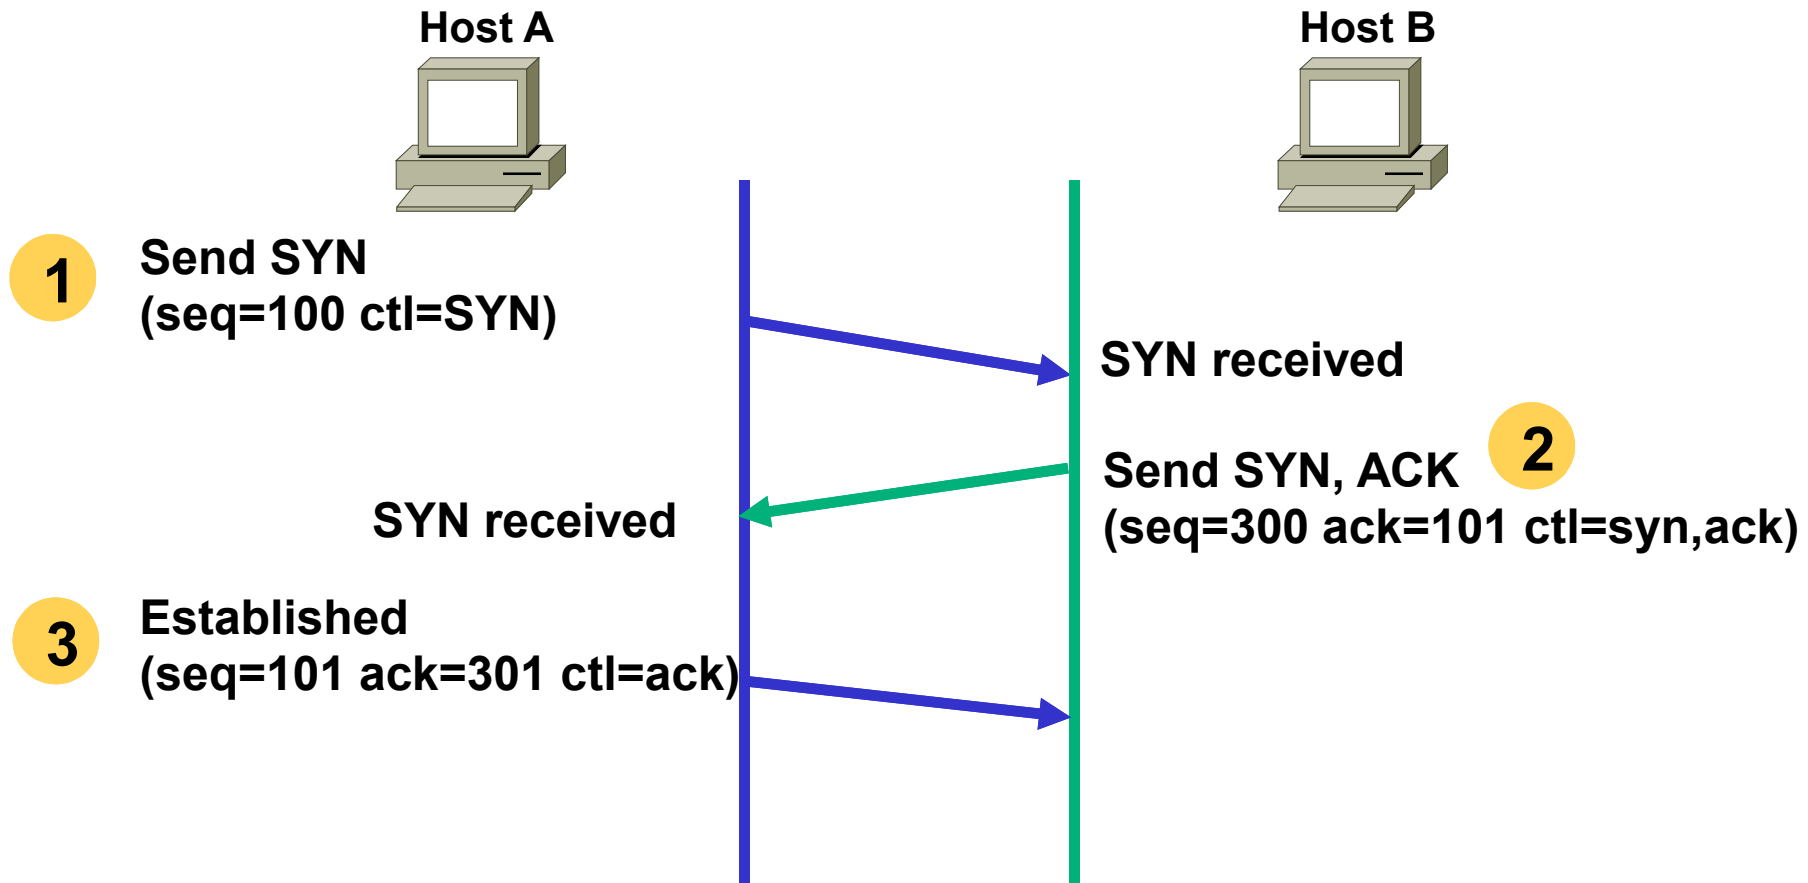 Host A
Host B
1
Send SYN
(seq=100 ctl=SYN)
SYN received
2
Send SYN, ACK
(seq=300 ack=101 ctl=syn,ack)
SYN received
3
Established
(seq=101 ack=301 ctl=ack)